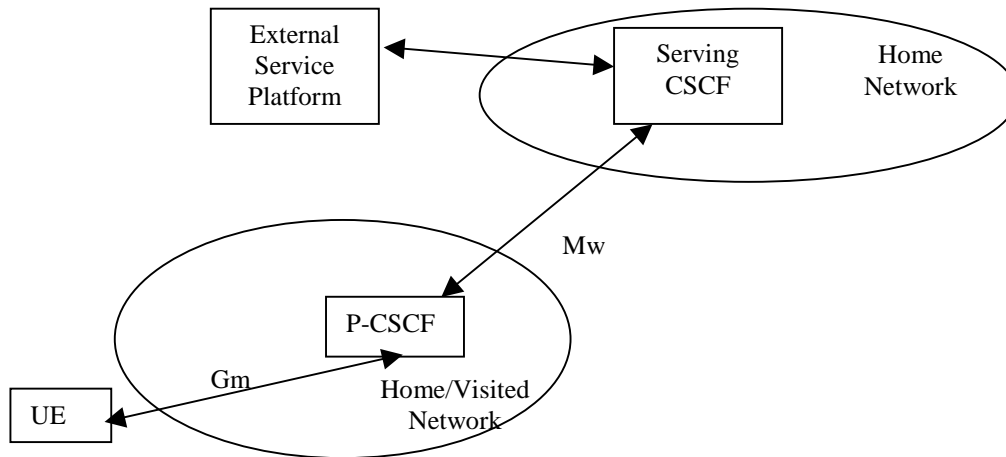 External
Service
Platform
Serving
CSCF
Home
Network
Mw
P-CSCF
Gm
Home/Visited
Network
UE